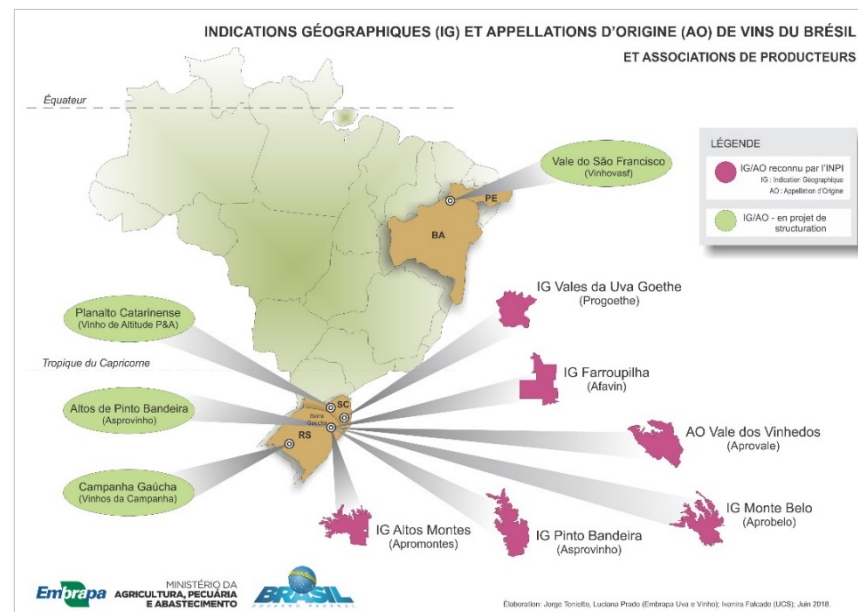 INDICATIONS GÉOGRAPHIQUES (IG) ET APPELLATIONS D'ORIGINE (AO) DE VINS DU BRÉSIL
ET ASSOCIATIONS DE PRODUCTEURS
Équateur
Vale do São Francisco
(Vinhovasf)
LÉGENDE
IG/AO reconnu par l'INPI
IG : Indication Géographique
AO : Appellation d'Origine
IG/AO - en projet de
structuration
PE
BA
IG Vales da Uva Goethe
(Progoethe)
Planalto Catarinense
(Vinho de Altitude P&A)
Tropique du Capricorne
IG Farroupilha
(Afavin)
Altos de Pinto Bandeira
(Asprovinho)
SC
Serra
Gaúcha
RS
AO Vale dos Vinhedos
(Aprovale)
Campanha Gaúcha
(Vinhos da Campanha)
IG Monte Belo
(Aprobelo)
IG Altos Montes
(Apromontes)
IG Pinto Bandeira
(Asprovinho)
Embrapa
MINISTÉRIO DA
AGRICULTURA, PECUÁRIA
E ABASTECIMENTO
BRASIL
GOVERNO FEDERAL
Élaboration: Jorge Tonietto, Luciana Prado (Embrapa Uva e Vinho); Ivanira Falcade (UCS); Juin 2018.